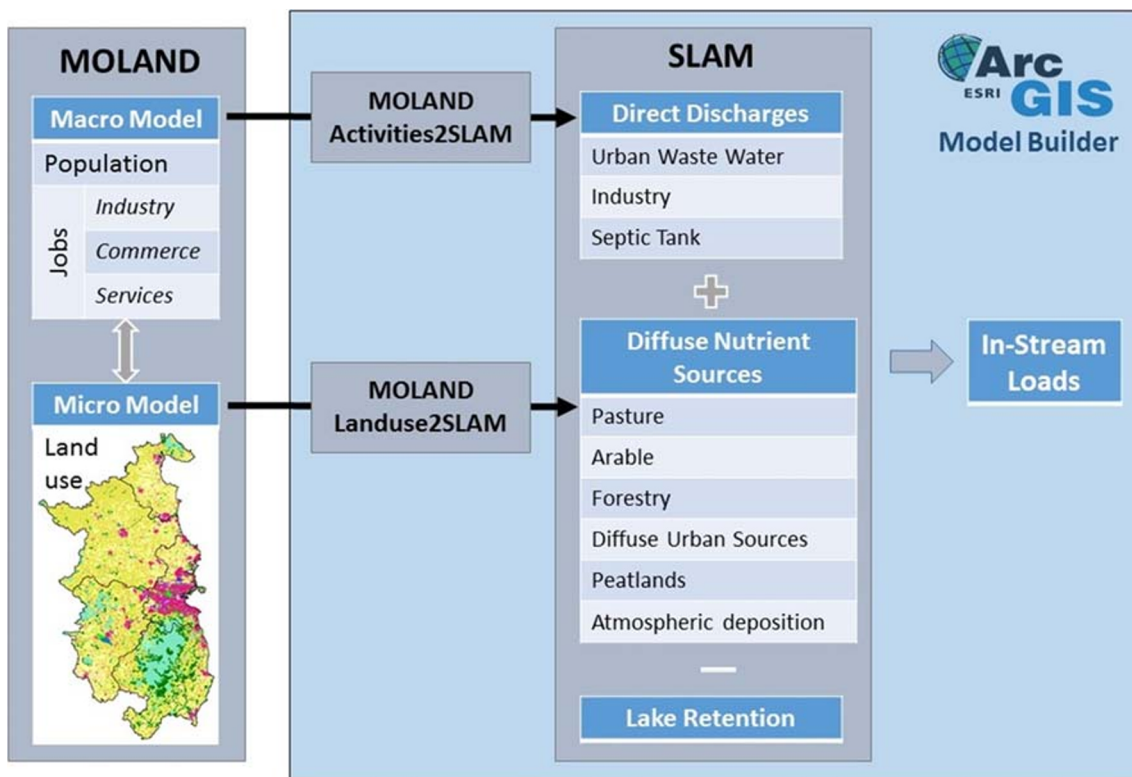 MOLAND
Macro Model
Population
Jobs
Industry
Commerce
Services
Micro Model
Land
use
MOLAND
Activities2SLAM
MOLAND
Landuse2SLAM
SLAM
Direct Discharges
Urban Waste Water
Industry
Septic Tank
+
Diffuse Nutrient
Sources
Pasture
Arable
Forestry
Diffuse Urban Sources
Peatlands
Atmospheric deposition
—
Lake Retention
Arc
ESRI
GIS
Model Builder
In-Stream
Loads